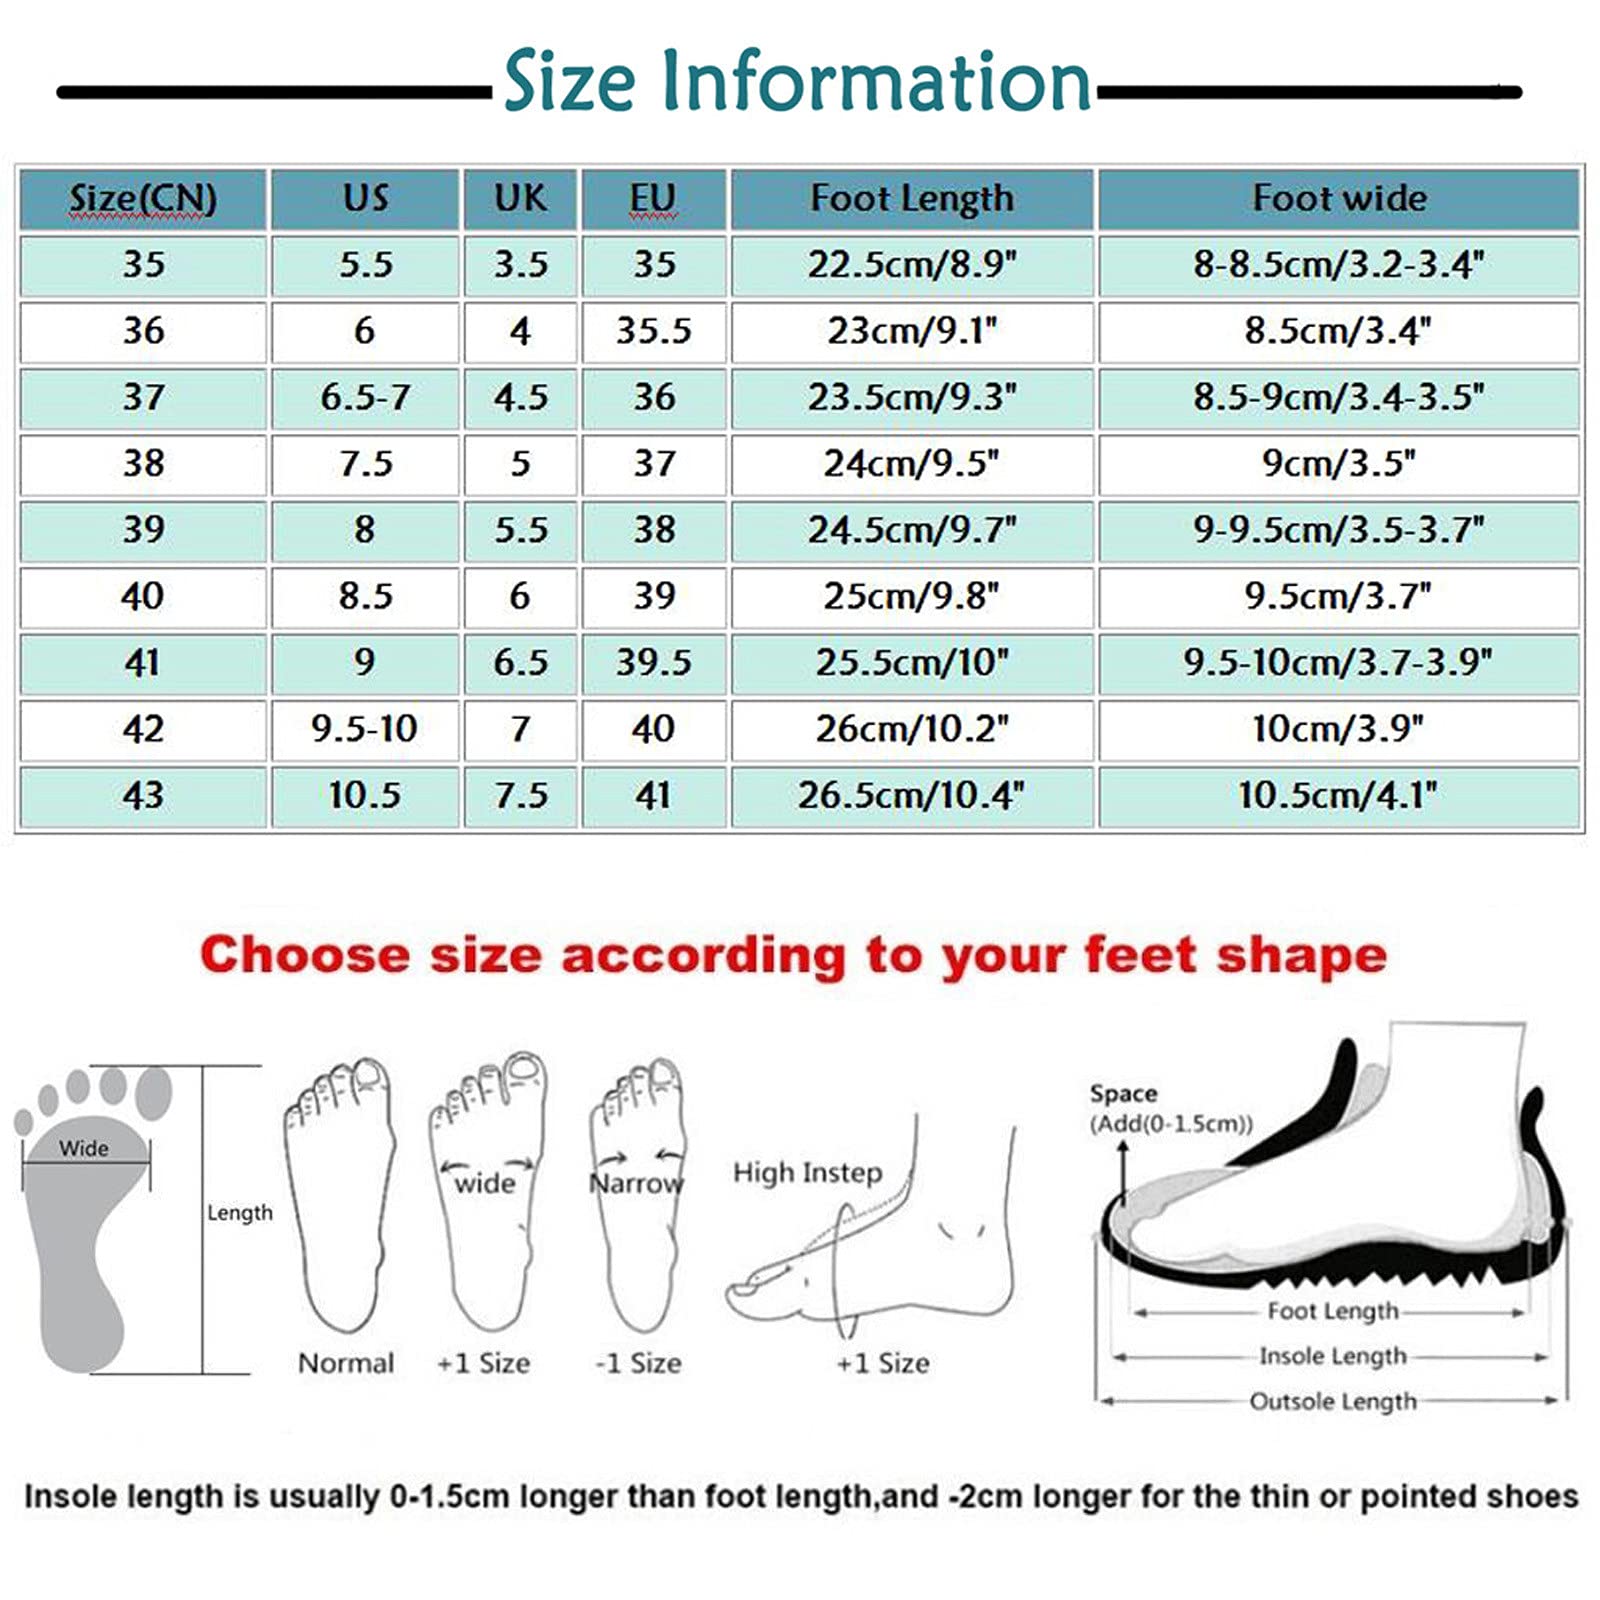 Size Information
Size(CN) US UK EU Foot Length Foot wide
35 5.5 3.5 35 22.5cm/8.9" 8-8.5cm/3.2-3.4"
36 6 4 35.5 23cm/9.1" 8.5cm/3.4"
37 6.5-7 4.5 36 23.5cm/9.3" 8.5-9cm/3.4-3.5"
38 7.5 5 37 24cm/9.5" 9cm/3.5"
39 8 5.5 38 24.5cm/9.7" 9-9.5cm/3.5-3.7"
40 8.5 6 39 25cm/9.8" 9.5cm/3.7"
41 9 6.5 39.5 25.5cm/10" 9.5-10cm/3.7-3.9"
42 9.5-10 7 40 26cm/10.2" 10cm/3.9"
43 10.5 7.5 41 26.5cm/10.4" 10.5cm/4.1"
Choose size according to your feet shape
Wide
Length
Normal
wide
+1 Size
Narrow
-1 Size
High Instep
+1 Size
Space
(Add(0-1.5cm))
Foot Length
Insole Length
Outsole Length
Insole length is usually 0-1.5cm longer than foot length,and -2cm longer for the thin or pointed shoes